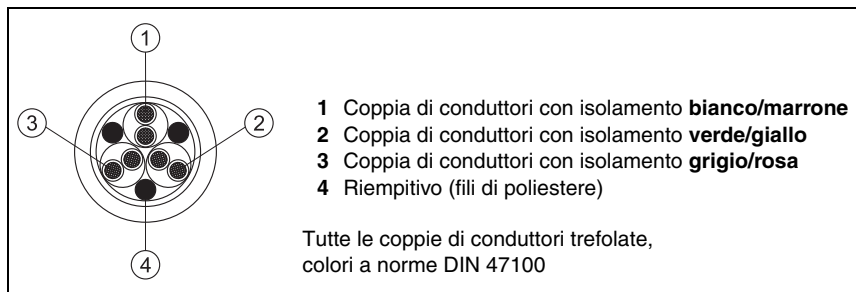 1
3
2
4
1 Coppia di conduttori con isolamento bianco/marrone
2 Coppia di conduttori con isolamento verde/giallo
3 Coppia di conduttori con isolamento grigio/rosa
4 Riempitivo (fili di poliestere)
Tutte le coppie di conduttori trefolate,
colori a norme DIN 47100